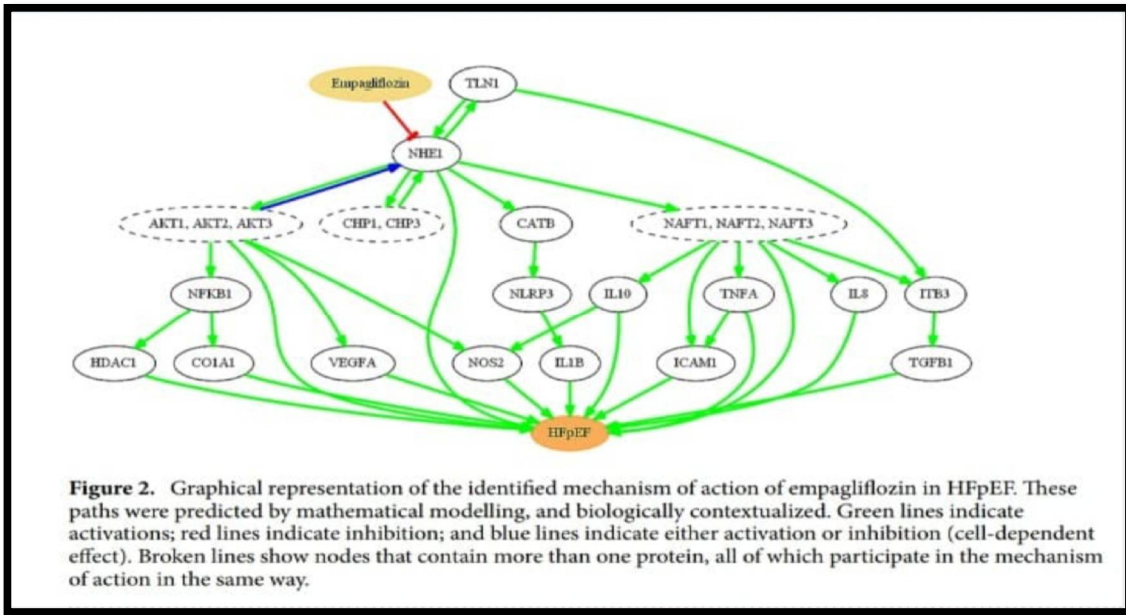 Empagliflozin
TLN1
NHE1
AKT1, AKT2, AKT3
CHP1, CHP3
CATB
NAFT1, NAFT2, NAFT3
NFKB1
NLRP3
IL10
TNFA
IL8
ITB3
HDAC1
CO1A1
VEGFA
NOS2
IL1B
ICAM1
TGFB1
HFpEF
Figure 2. Graphical representation of the identified mechanism of action of empagliflozin in HFpEF. These
paths were predicted by mathematical modelling, and biologically contextualized. Green lines indicate
activations; red lines indicate inhibition; and blue lines indicate either activation or inhibition (cell-dependent
effect). Broken lines show nodes that contain more than one protein, all of which participate in the mechanism
of action in the same way.